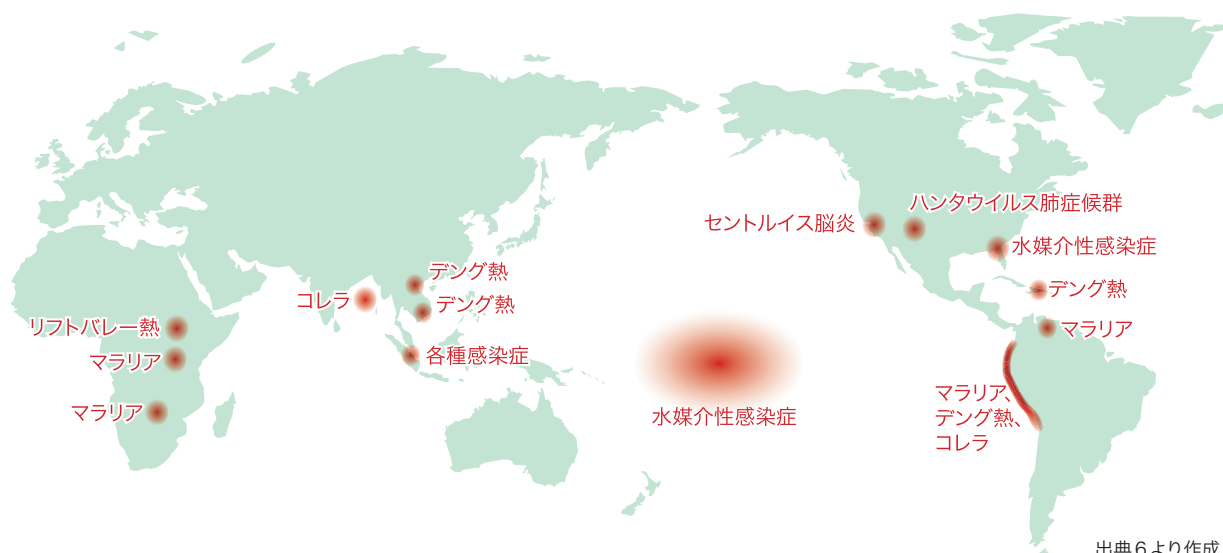 ハンタウイルス肺症候群
セントルイス脳炎
水媒介性感染症
デング熱
デング熱
コレラ
デング熱
リフトバレー熱
マラリア
各種感染症
マラリア
マラリア、
デング熱、
コレラ
マラリア
水媒介性感染症
出典6より作成